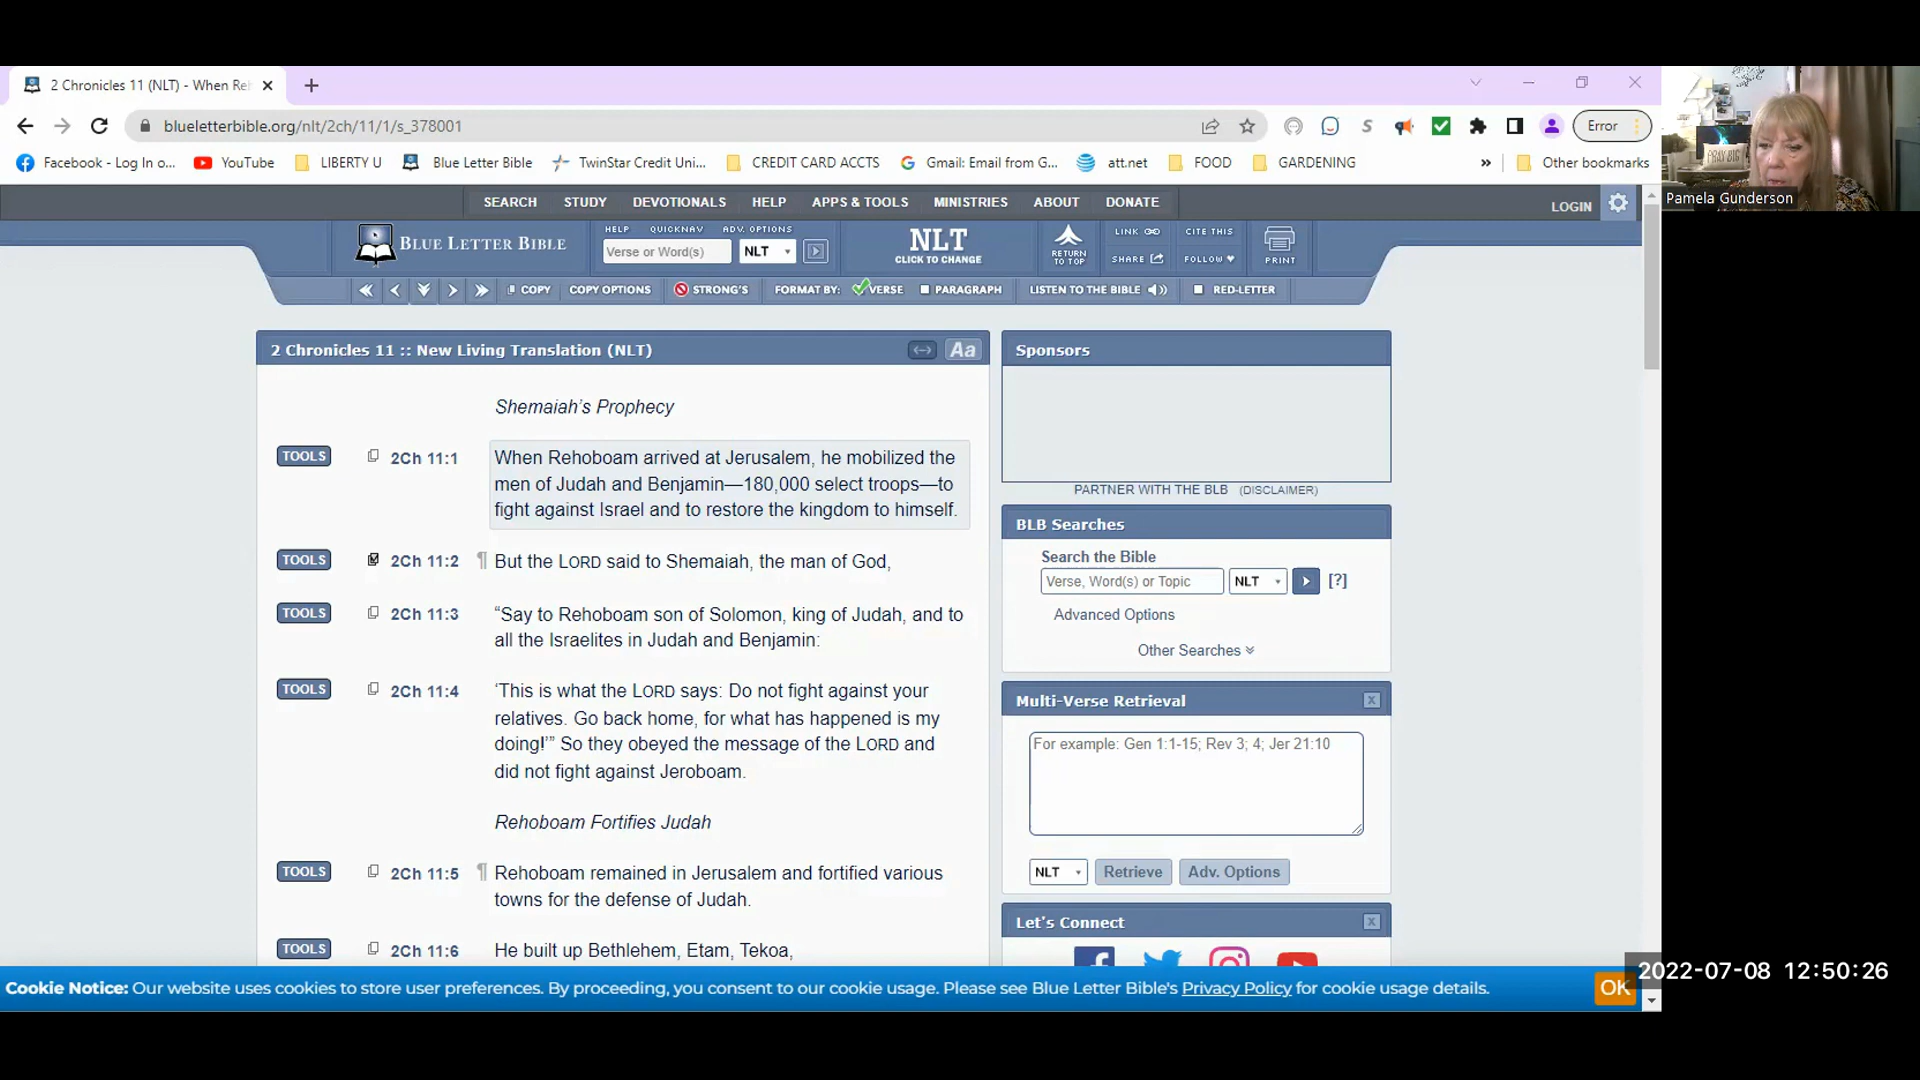 2 Chronicles 11 (NLT) - When Re
blueletterbible.org/nlt/2ch/11/1/s_378001
Error
Facebook - Log In o... YouTube LIBERTY U Blue Letter Bible TwinStar Credit Uni... CREDIT CARD ACCTS Gmail: Email from G... att.net FOOD GARDENING » Other bookmarks
PRAY BIG
Pamela Gunderson
SEARCH STUDY DEVOTIONALS HELP APPS & TOOLS MINISTRIES ABOUT DONATE LOGIN
BLUE LETTER BIBLE
HELP QUICKNAV ADV. OPTIONS
Verse or Word(s) NLT
NLT
CLICK TO CHANGE
RETURN
TO TOP
LINK CITE THIS
SHARE FOLLOW
PRINT
COPY COPY OPTIONS STRONG'S FORMAT BY: VERSE PARAGRAPH LISTEN TO THE BIBLE RED-LETTER
2 Chronicles 11 :: New Living Translation (NLT) Aa
Shemaiah's Prophecy
TOOLS 2Ch 11:1 When Rehoboam arrived at Jerusalem, he mobilized the
men of Judah and Benjamin—180,000 select troops—to
fight against Israel and to restore the kingdom to himself.
TOOLS 2Ch 11:2 ¶ But the LORD said to Shemaiah, the man of God,
TOOLS 2Ch 11:3 “Say to Rehoboam son of Solomon, king of Judah, and to
all the Israelites in Judah and Benjamin:
TOOLS 2Ch 11:4 ‘This is what the LORD says: Do not fight against your
relatives. Go back home, for what has happened is my
doing!’” So they obeyed the message of the LORD and
did not fight against Jeroboam.
Rehoboam Fortifies Judah
TOOLS 2Ch 11:5 ¶ Rehoboam remained in Jerusalem and fortified various
towns for the defense of Judah.
TOOLS 2Ch 11:6 He built up Bethlehem, Etam, Tekoa,
Sponsors
PARTNER WITH THE BLB (DISCLAIMER)
BLB Searches
Search the Bible
Verse, Word(s) or Topic NLT [?]
Advanced Options
Other Searches
Multi-Verse Retrieval
For example: Gen 1:1-15; Rev 3; 4; Jer 21:10
NLT Retrieve Adv. Options
Let's Connect
2022-07-08 12:50:26
Cookie Notice: Our website uses cookies to store user preferences. By proceeding, you consent to our cookie usage. Please see Blue Letter Bible's Privacy Policy for cookie usage details. OK